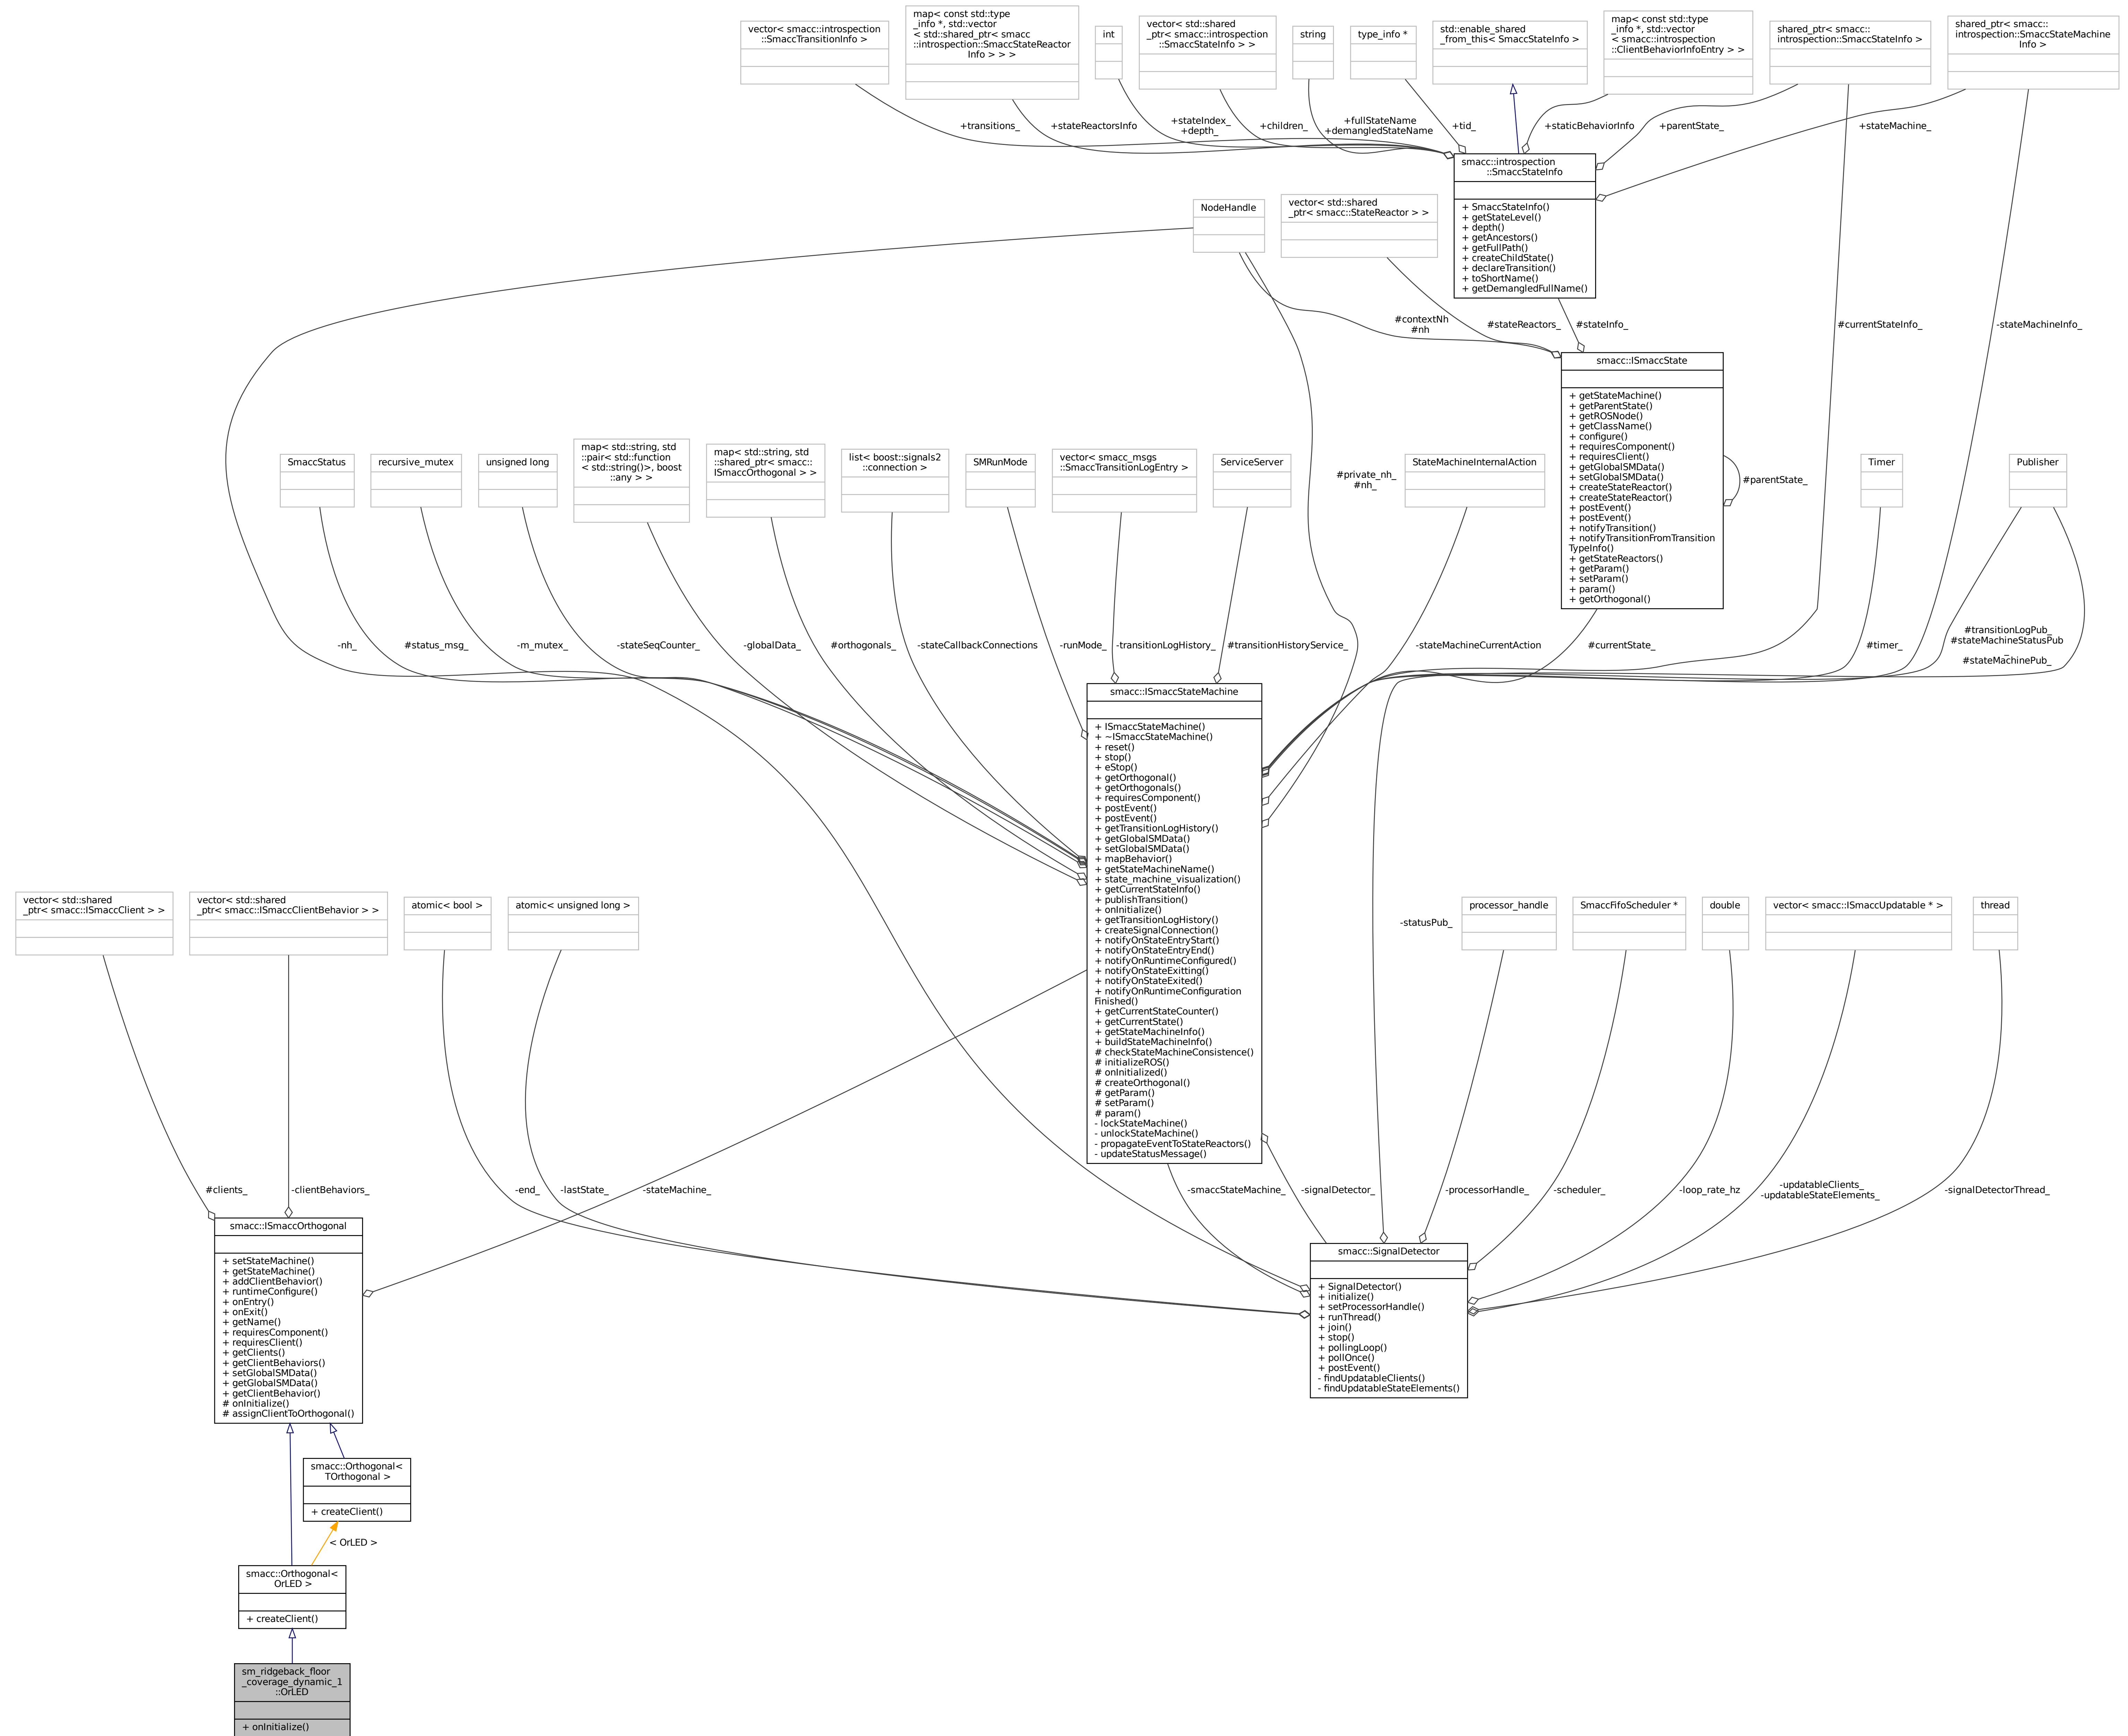 vector< smacc::introspection
::SmaccTransitionInfo >
map< const std::type
_info *, std::vector
< std::shared_ptr< smacc
::introspection::SmaccStateReactor
Info > > >
int
vector< std::shared
_ptr< smacc::introspection
::SmaccStateInfo > >
string
type_info *
std::enable_shared
_from_this< SmaccStateInfo >
map< const std::type
_info *, std::vector
< smacc::introspection
::ClientBehaviorInfoEntry > >
shared_ptr< smacc::
introspection::SmaccStateInfo >
shared_ptr< smacc::
introspection::SmaccStateMachine
Info >
+transitions_
+stateReactorsInfo
+stateIndex_
+depth_
+children_
+fullStateName
+demangledStateName
+tid_
+staticBehaviorInfo
+parentState_
+stateMachine_
smacc::introspection
::SmaccStateInfo
+ SmaccStateInfo()
+ getStateLevel()
+ depth()
+ getAncestors()
+ getFullPath()
+ createChildState()
+ declareTransition()
+ toShortName()
+ getDemangledFullName()
NodeHandle
vector< std::shared
_ptr< smacc::StateReactor > >
#contextNh
#nh
#stateReactors_
#stateInfo_
#currentStateInfo_
-stateMachineInfo_
smacc::ISmaccState
+ getStateMachine()
+ getParentState()
+ getROSNode()
+ getClassName()
+ configure()
+ requiresComponent()
+ requiresClient()
+ getGlobalSMData()
+ setGlobalSMData()
+ createStateReactor()
+ createStateReactor()
+ postEvent()
+ postEvent()
+ notifyTransition()
+ notifyTransitionFromTransition
TypeInfo()
+ getStateReactors()
+ getParam()
+ setParam()
+ param()
+ getOrthogonal()
#parentState_
SmaccStatus
recursive_mutex
unsigned long
map< std::string, std
::pair< std::function
< std::string()>, boost
::any > >
map< std::string, std
::shared_ptr< smacc::
ISmaccOrthogonal > >
list< boost::signals2
::connection >
SMRunMode
vector< smacc_msgs
::SmaccTransitionLogEntry >
ServiceServer
#private_nh_
#nh_
StateMachineInternalAction
Timer
Publisher
-nh_
#status_msg_
-m_mutex_
-stateSeqCounter_
-globalData_
#orthogonals_
-stateCallbackConnections
-runMode_
-transitionLogHistory_
#transitionHistoryService_
-stateMachineCurrentAction
#currentState_
#timer_
#transitionLogPub_
#stateMachineStatusPub
_
#stateMachinePub_
smacc::ISmaccStateMachine
+ ISmaccStateMachine()
+ ~ISmaccStateMachine()
+ reset()
+ stop()
+ eStop()
+ getOrthogonal()
+ getOrthogonals()
+ requiresComponent()
+ postEvent()
+ postEvent()
+ getTransitionLogHistory()
+ getGlobalSMData()
+ setGlobalSMData()
+ mapBehavior()
+ getStateMachineName()
+ state_machine_visualization()
+ getCurrentStateInfo()
+ publishTransition()
+ onInitialize()
+ getTransitionLogHistory()
+ createSignalConnection()
+ notifyOnStateEntryStart()
+ notifyOnStateEntryEnd()
+ notifyOnRuntimeConfigured()
+ notifyOnStateExitting()
+ notifyOnStateExited()
+ notifyOnRuntimeConfiguration
Finished()
+ getCurrentStateCounter()
+ getCurrentState()
+ getStateMachineInfo()
+ buildStateMachineInfo()
# checkStateMachineConsistence()
# initializeROS()
# onInitialized()
# createOrthogonal()
# getParam()
# setParam()
# param()
- lockStateMachine()
- unlockStateMachine()
- propagateEventToStateReactors()
- updateStatusMessage()
vector< std::shared
_ptr< smacc::ISmaccClient > >
vector< std::shared
_ptr< smacc::ISmaccClientBehavior > >
atomic< bool >
atomic< unsigned long >
-statusPub_
processor_handle
SmaccFifoScheduler *
double
vector< smacc::ISmaccUpdatable * >
thread
#clients_
-clientBehaviors_
-end_
-lastState_
-stateMachine_
-smaccStateMachine_
-signalDetector_
-processorHandle_
-scheduler_
-loop_rate_hz
-updatableClients_
-updatableStateElements_
-signalDetectorThread_
smacc::ISmaccOrthogonal
+ setStateMachine()
+ getStateMachine()
+ addClientBehavior()
+ runtimeConfigure()
+ onEntry()
+ onExit()
+ getName()
+ requiresComponent()
+ requiresClient()
+ getClients()
+ getClientBehaviors()
+ setGlobalSMData()
+ getGlobalSMData()
+ getClientBehavior()
# onInitialize()
# assignClientToOrthogonal()
smacc::SignalDetector
+ SignalDetector()
+ initialize()
+ setProcessorHandle()
+ runThread()
+ join()
+ stop()
+ pollingLoop()
+ pollOnce()
+ postEvent()
- findUpdatableClients()
- findUpdatableStateElements()
smacc::Orthogonal<
TOrthogonal >
+ createClient()
< OrLED >
smacc::Orthogonal<
OrLED >
+ createClient()
sm_ridgeback_floor
_coverage_dynamic_1
::OrLED
+ onInitialize()